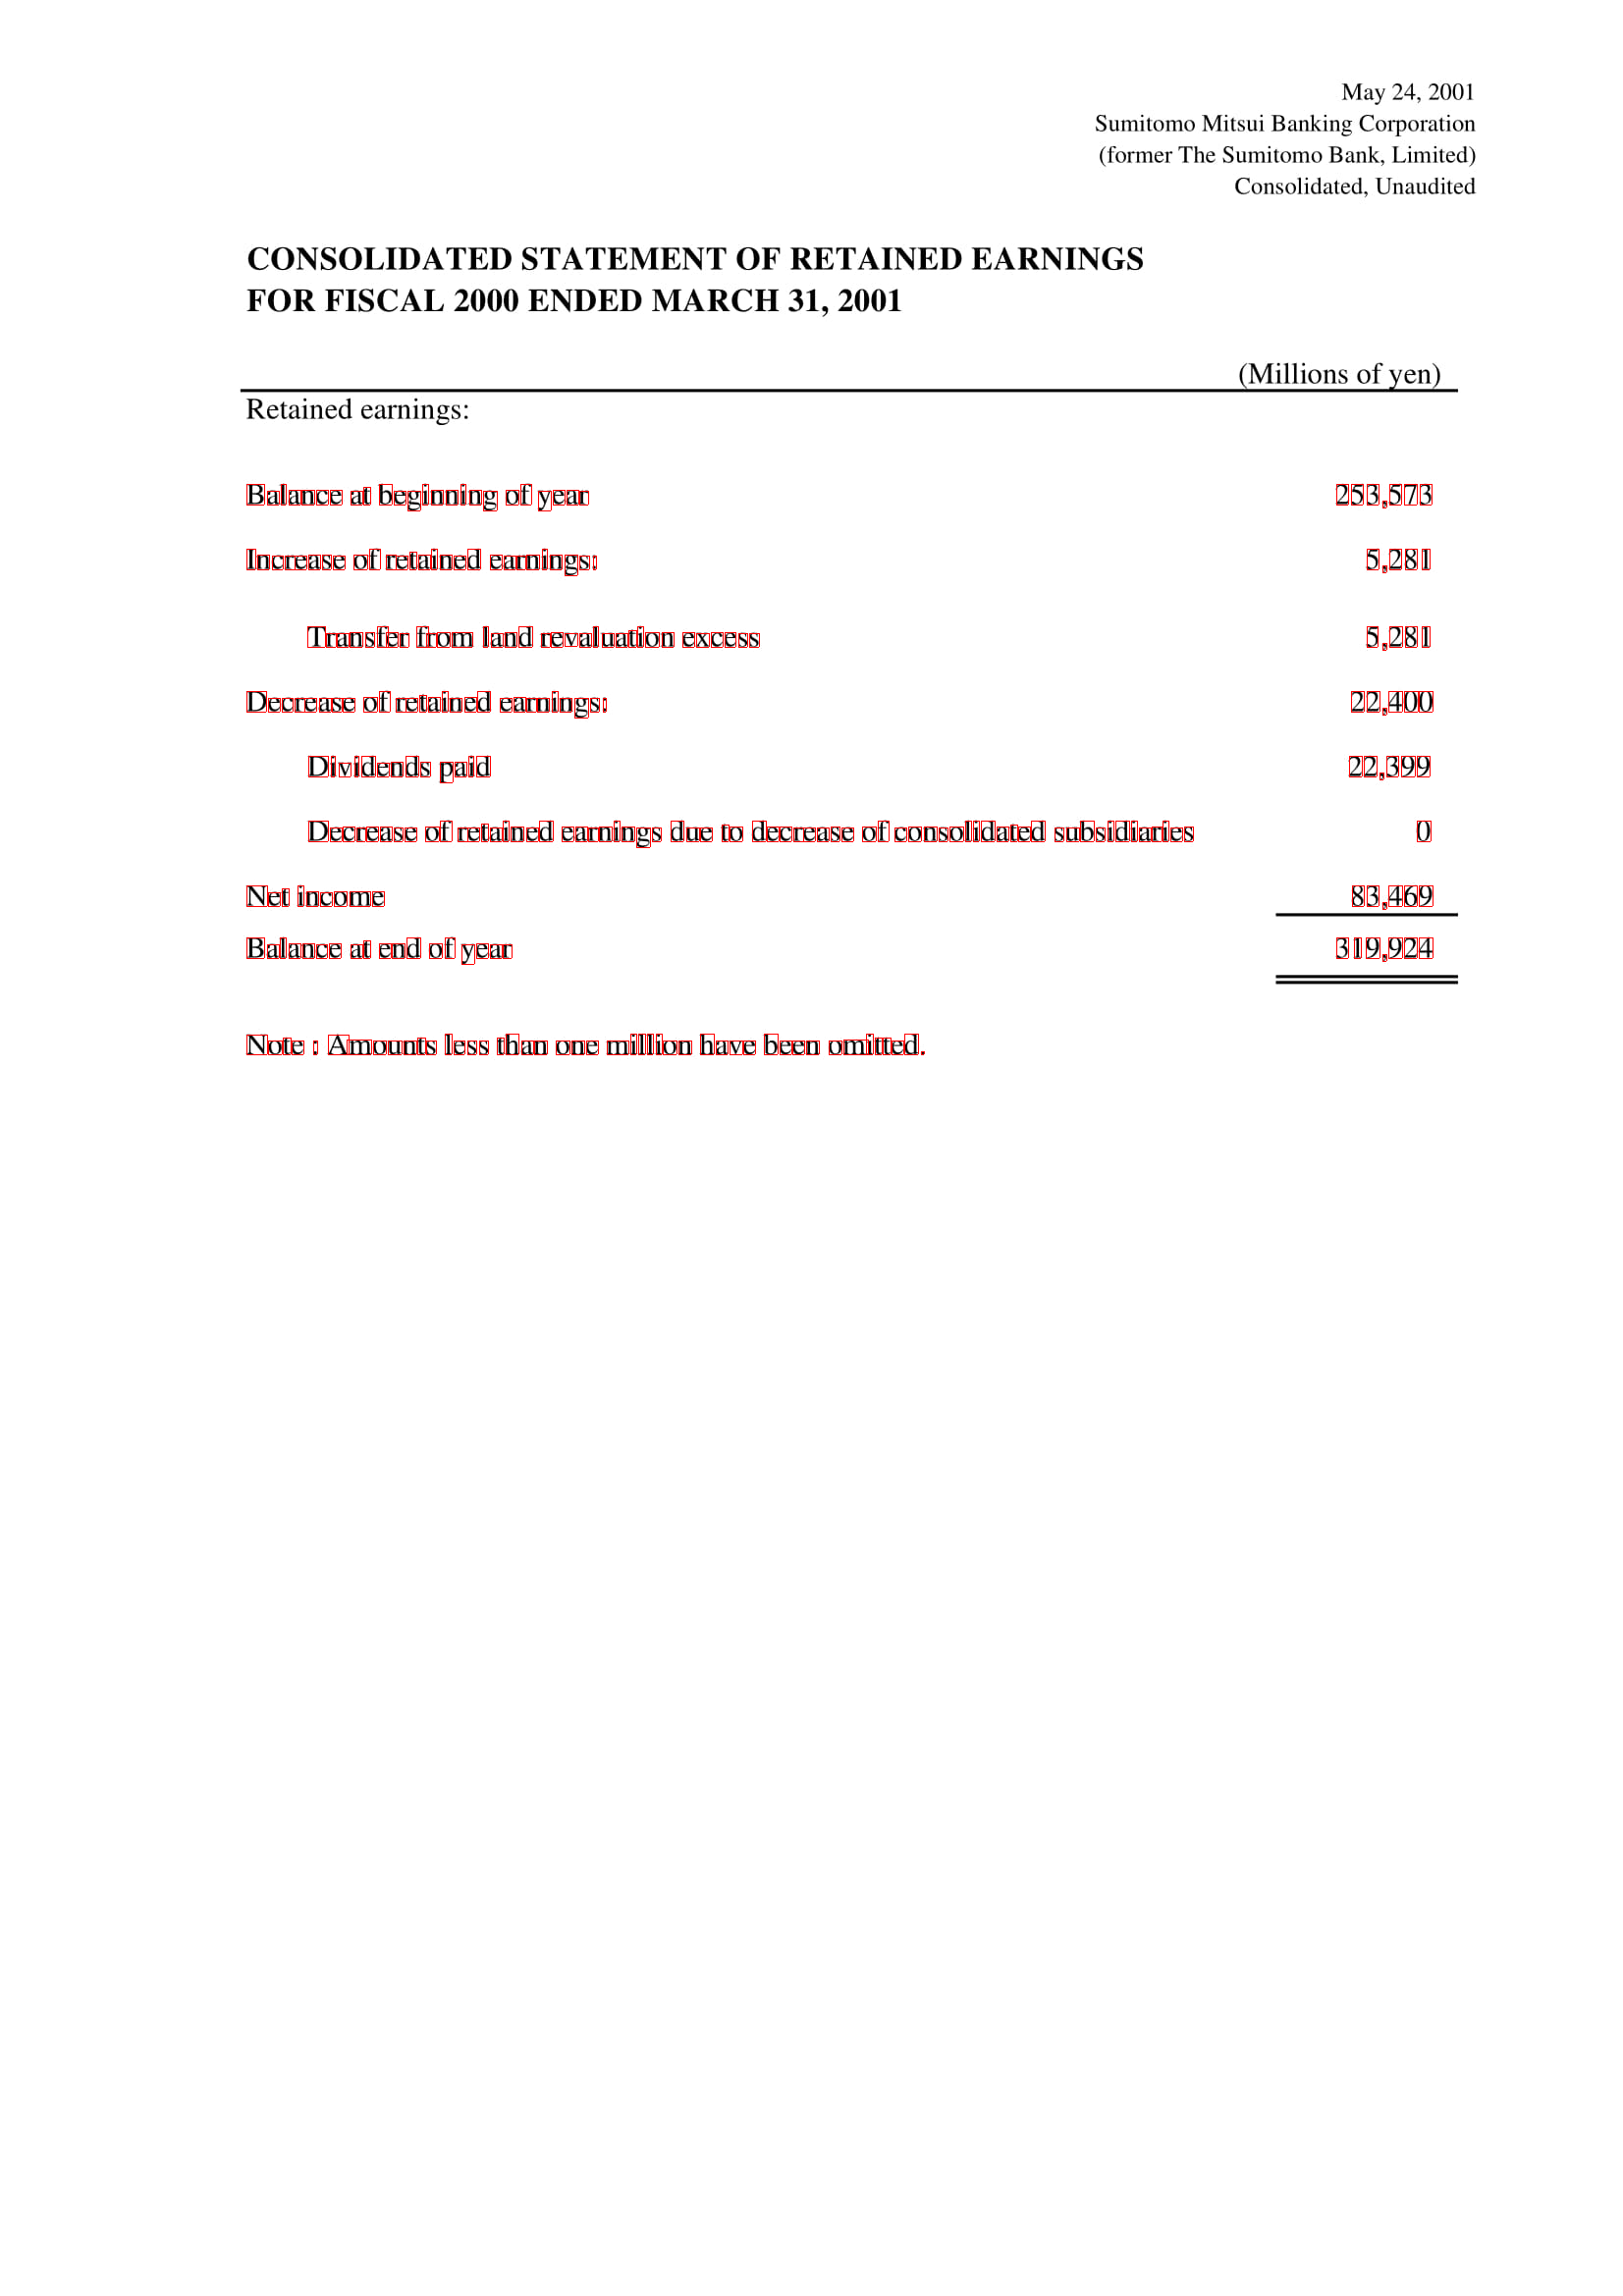 May 24, 2001
Sumitomo Mitsui Banking Corporation
(former The Sumitomo Bank, Limited)
Consolidated, Unaudited
CONSOLIDATED STATEMENT OF RETAINED EARNINGS
FOR FISCAL 2000 ENDED MARCH 31, 2001
(Millions of yen)
Retained earnings:
Balance at beginning of year 253,573
Increase of retained earnings: 5,281
Transfer from land revaluation excess 5,281
Decrease of retained earnings: 22,400
Dividends paid 22,399
Decrease of retained earnings due to decrease of consolidated subsidiaries 0
Net income 83,469
Balance at end of year 319,924
Note : Amounts less than one million have been omitted.